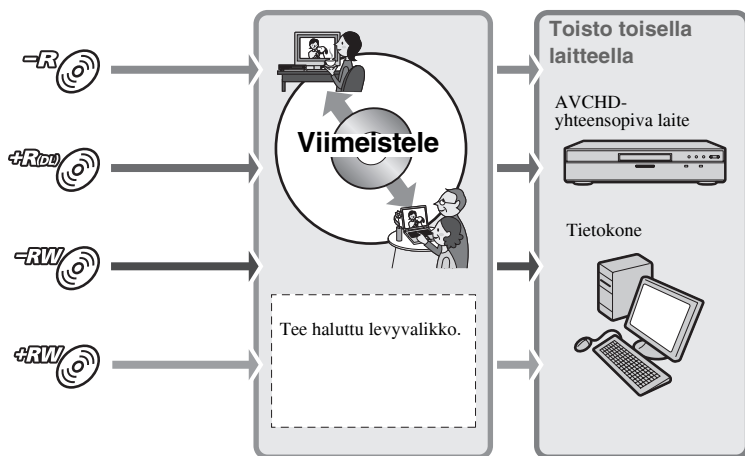 -R
+R(DL)
-RW
+RW
Viimeistele
Tee haluttu levyvalikko.
Toisto toisella
laitteella
AVCHD-
yhteensopiva laite
Tietokone